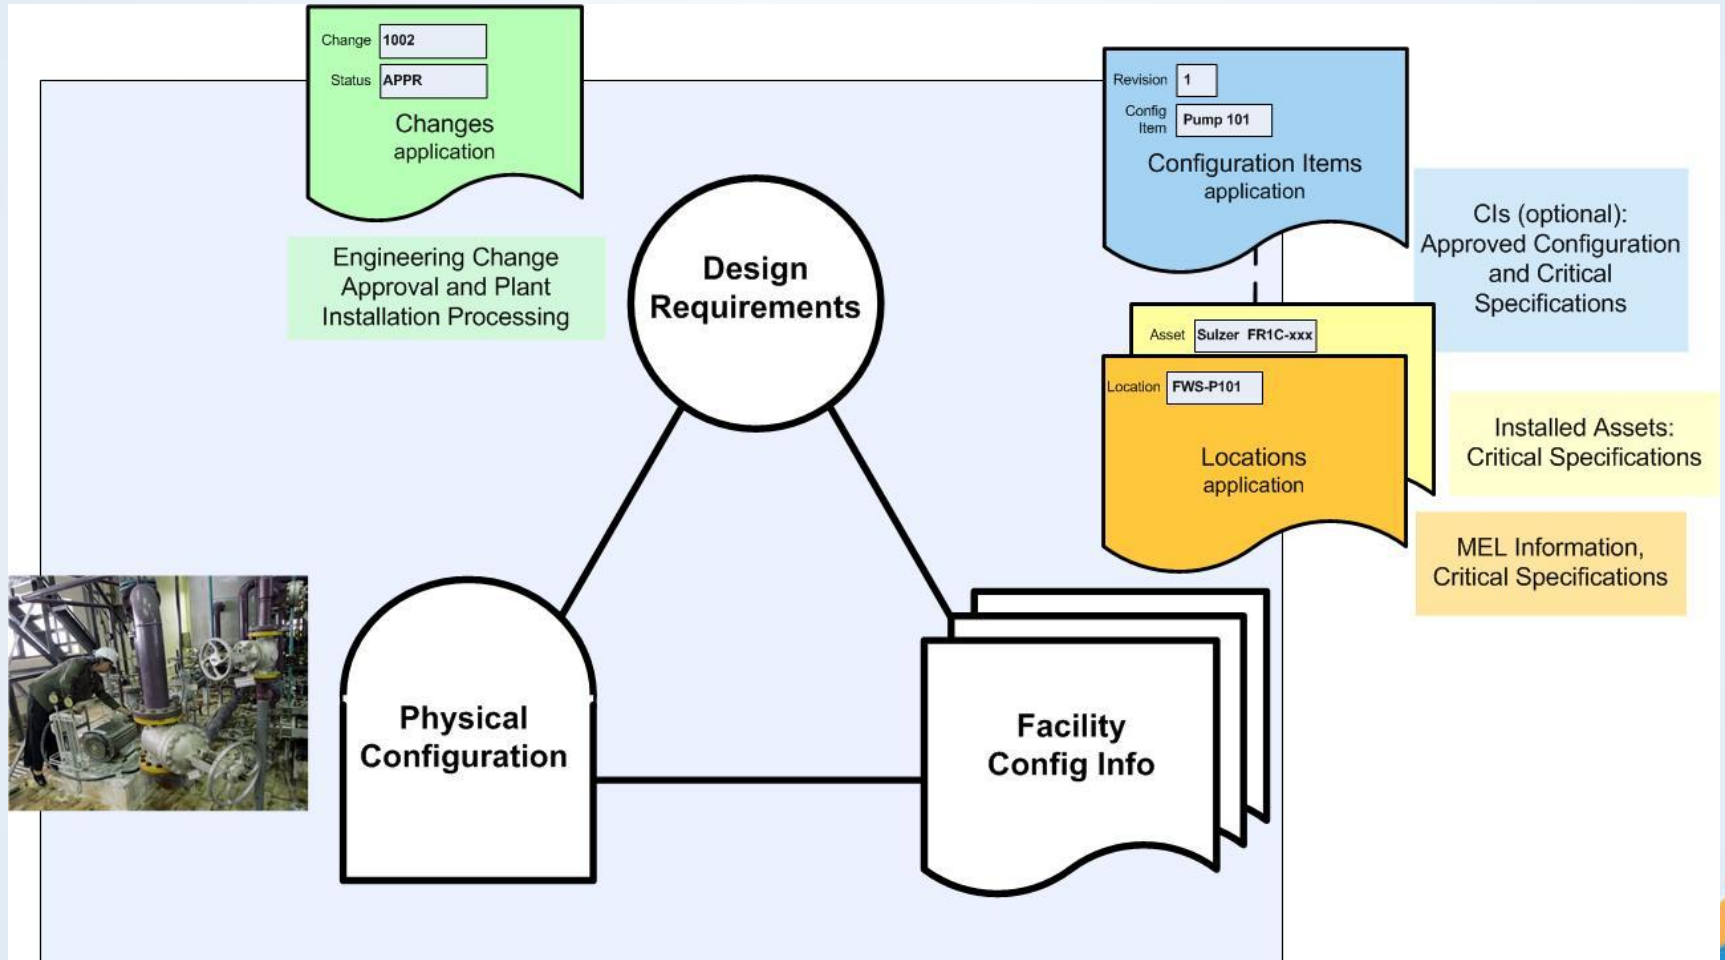 Change 1002
Status APPR
Changes
application
Engineering Change
Approval and Plant
Installation Processing
Design
Requirements
Revision 1
Config
Item
Pump 101
Configuration Items
application
CIs (optional):
Approved Configuration
and Critical
Specifications
Asset Sulzer FR1C-xxx
Location FWS-P101
Locations
application
Installed Assets:
Critical Specifications
MEL Information,
Critical Specifications
Physical
Configuration
Facility
Config Info